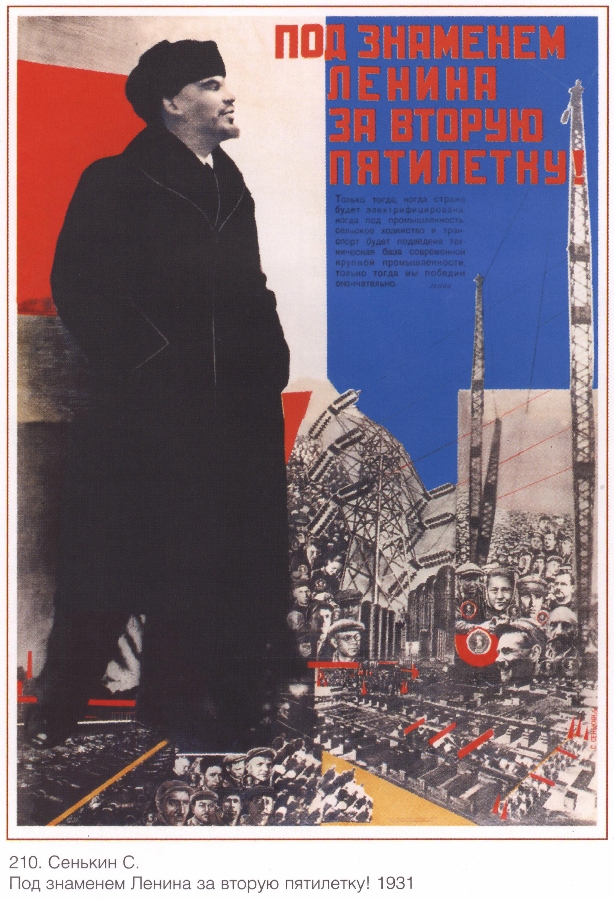 ПОД ЗНАМЕНЕМ
ЛЕНИНА
ЗА ВТОРУЮ
ПЯТИЛЕТКУ!
Только тогда, когда страна
будет электрифицирована,
когда под промышленность,
сельское хозяйство и тран-
спорт будет подведена тех-
ническая база современной
крупной промышленности,
только тогда мы победим
окончательно.
ЛЕНИН
С. СЕНЬКИН
210. Сенькин С.
Под знаменем Ленина за вторую пятилетку! 1931